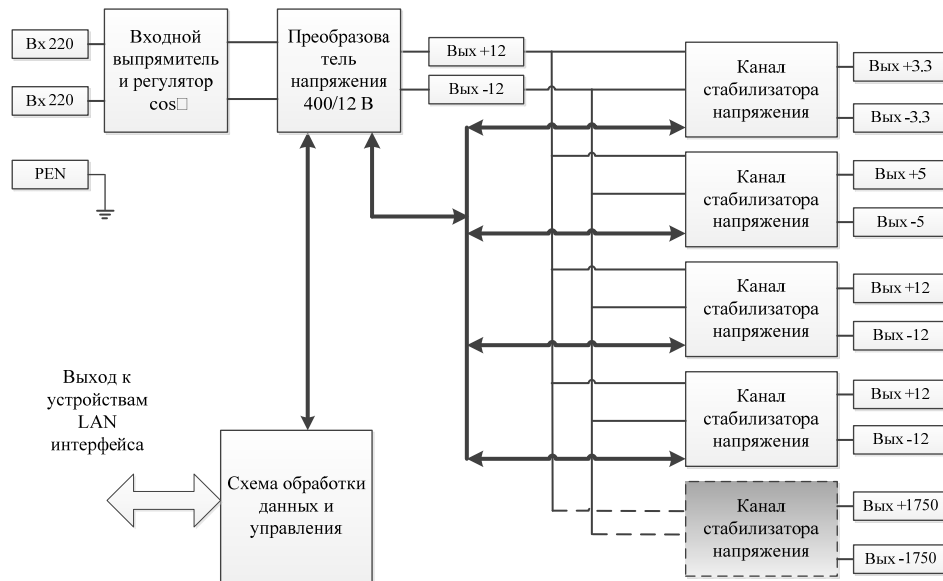 Вх 220
Вх 220
PEN
Входной
выпрямитель
и регулятор
cos□
Преобразова
тель
напряжения
400/12 В
Вых +12
Вых -12
Канал
стабилизатора
напряжения
Вых +3.3
Вых -3.3
Канал
стабилизатора
напряжения
Вых +5
Вых -5
Канал
стабилизатора
напряжения
Вых +12
Вых -12
Канал
стабилизатора
напряжения
Вых +12
Вых -12
Канал
стабилизатора
напряжения
Вых +1750
Вых -1750
Выход к
устройствам
LAN
интерфейса
Схема обработки
данных и
управления